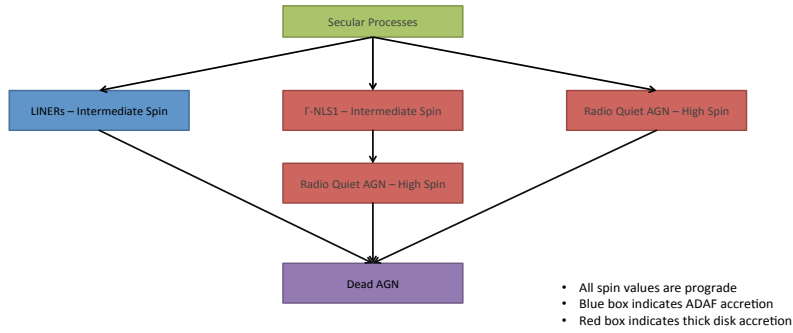 Secular Processes
LINERs – Intermediate Spin
Γ-NLS1 – Intermediate Spin
Radio Quiet AGN – High Spin
Radio Quiet AGN – High Spin
Dead AGN
• All spin values are prograde
• Blue box indicates ADAF accretion
• Red box indicates thick disk accretion